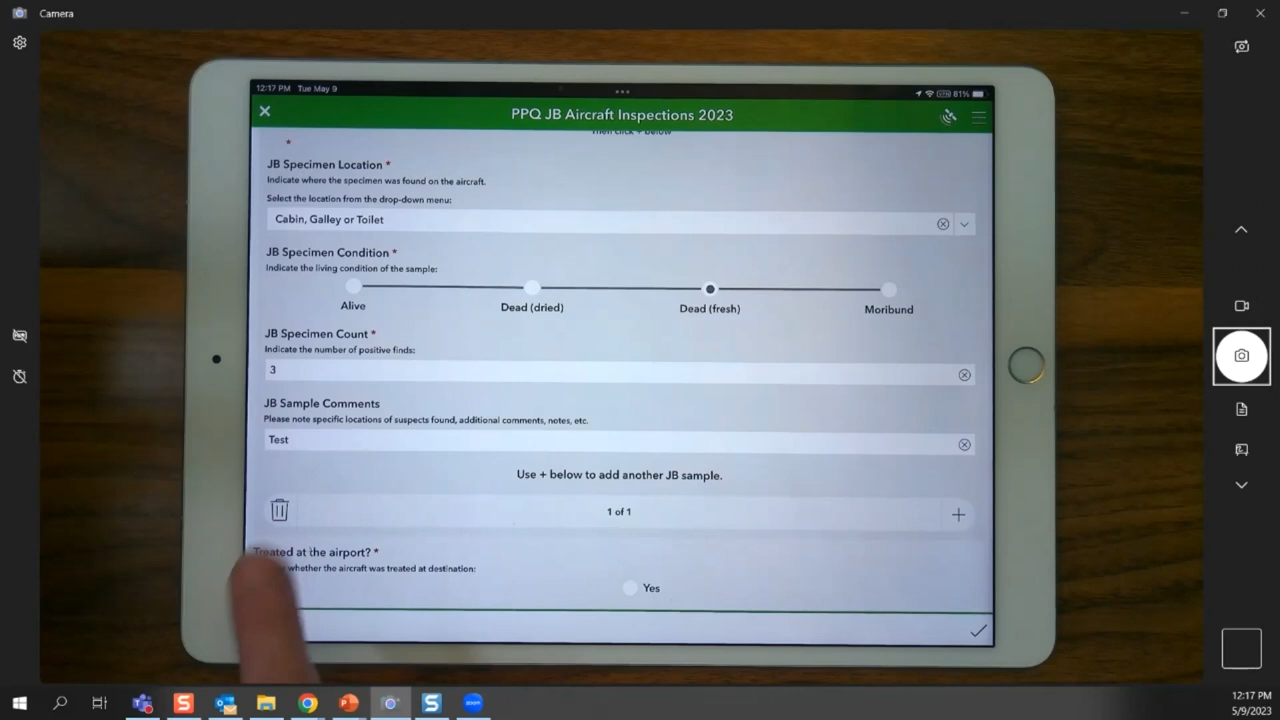 Camera
12:17 PM Tue May 9
81%
PPQ JB Aircraft Inspections 2023
Then click + below
*
JB Specimen Location *
Indicate where the specimen was found on the aircraft.
Select the location from the drop-down menu:
Cabin, Galley or Toilet
JB Specimen Condition *
Indicate the living condition of the sample:
Alive
Dead (dried)
Dead (fresh)
Moribund
JB Specimen Count *
Indicate the number of positive finds:
3
JB Sample Comments
Please note specific locations of suspects found, additional comments, notes, etc.
Test
Use + below to add another JB sample.
1 of 1
Treated at the airport? *
whether the aircraft was treated at destination:
Yes
12:17 PM
5/9/2023